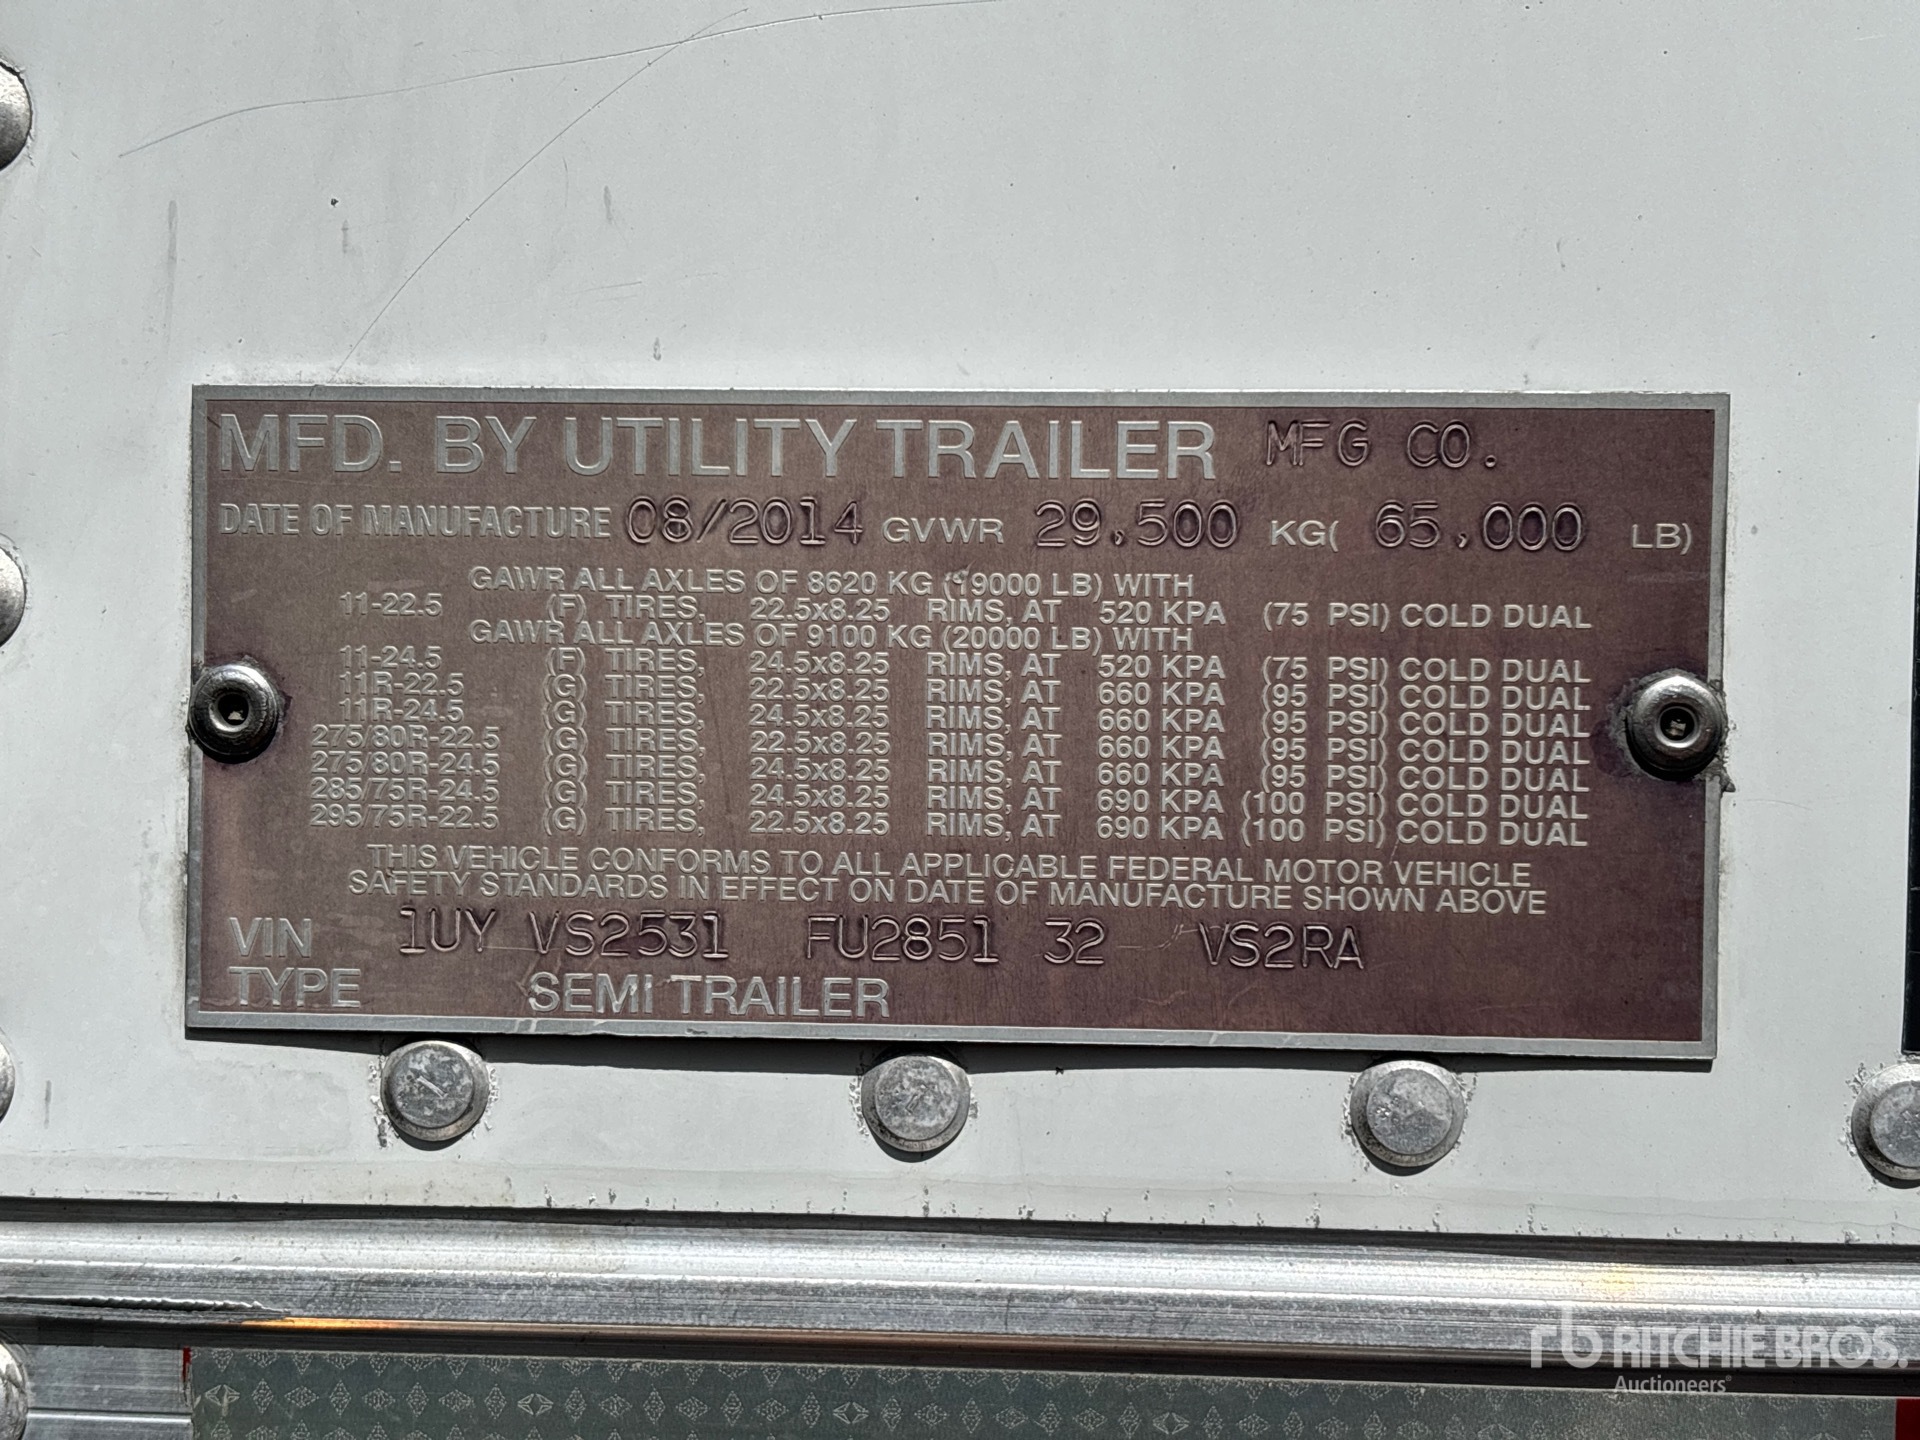 MFD. BY UTILITY TRAILER MFG CO.
DATE OF MANUFACTURE 08/2014 GVWR 29,500 KG( 65,000 LB)
GAWR ALL AXLES OF 8620 KG (19000 LB) WITH
11-22.5 (F) TIRES, 22.5x8.25 RIMS, AT 520 KPA (75 PSI) COLD DUAL
GAWR ALL AXLES OF 9100 KG (20000 LB) WITH
11-24.5 (F) TIRES, 24.5x8.25 RIMS, AT 520 KPA (75 PSI) COLD DUAL
11R-22.5 (G) TIRES, 22.5x8.25 RIMS, AT 660 KPA (95 PSI) COLD DUAL
11R-24.5 (G) TIRES, 24.5x8.25 RIMS, AT 660 KPA (95 PSI) COLD DUAL
275/80R-22.5 (G) TIRES, 22.5x8.25 RIMS, AT 660 KPA (95 PSI) COLD DUAL
275/80R-24.5 (G) TIRES, 24.5x8.25 RIMS, AT 660 KPA (95 PSI) COLD DUAL
285/75R-24.5 (G) TIRES, 24.5x8.25 RIMS, AT 690 KPA (100 PSI) COLD DUAL
295/75R-22.5 (G) TIRES, 22.5x8.25 RIMS, AT 690 KPA (100 PSI) COLD DUAL
THIS VEHICLE CONFORMS TO ALL APPLICABLE FEDERAL MOTOR VEHICLE
SAFETY STANDARDS IN EFFECT ON DATE OF MANUFACTURE SHOWN ABOVE
VIN 1UY VS2531 FU2851 32 VS2RA
TYPE SEMI TRAILER
rb RITCHIE BROS.
Auctioneers®